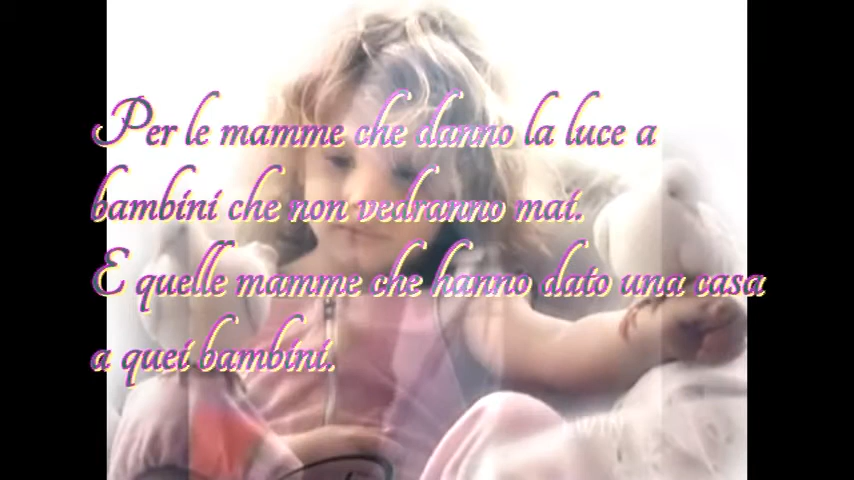 Per le mamme che danno la luce a
bambini che non vedranno mai.
E quelle mamme che hanno dato una casa
a quei bambini.